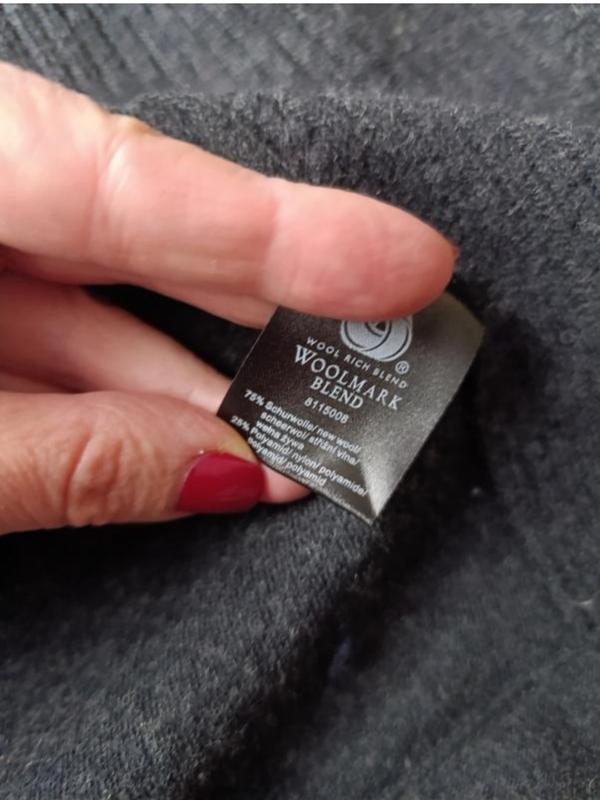 WOOL RICH BLEND
WOOLMARK
BLEND
8115008
75% Schurwolle/ new wool/
scheerwol/ střižní vlna/
wełna żywa
25% Polyamid/ nylon/ polyamide/
polyamid/ polyamid